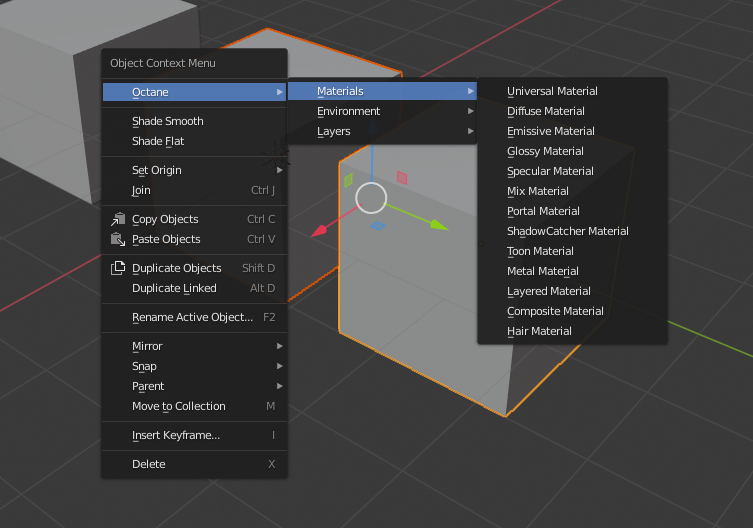 Object Context Menu
Octane
Shade Smooth
Shade Flat
Set Origin
Join Ctrl J
Copy Objects Ctrl C
Paste Objects Ctrl V
Duplicate Objects Shift D
Duplicate Linked Alt D
Rename Active Object... F2
Mirror
Snap
Parent
Move to Collection M
Insert Keyframe... I
Delete X
Materials
Environment
Layers
Universal Material
Diffuse Material
Emissive Material
Glossy Material
Specular Material
Mix Material
Portal Material
ShadowCatcher Material
Toon Material
Metal Material
Layered Material
Composite Material
Hair Material